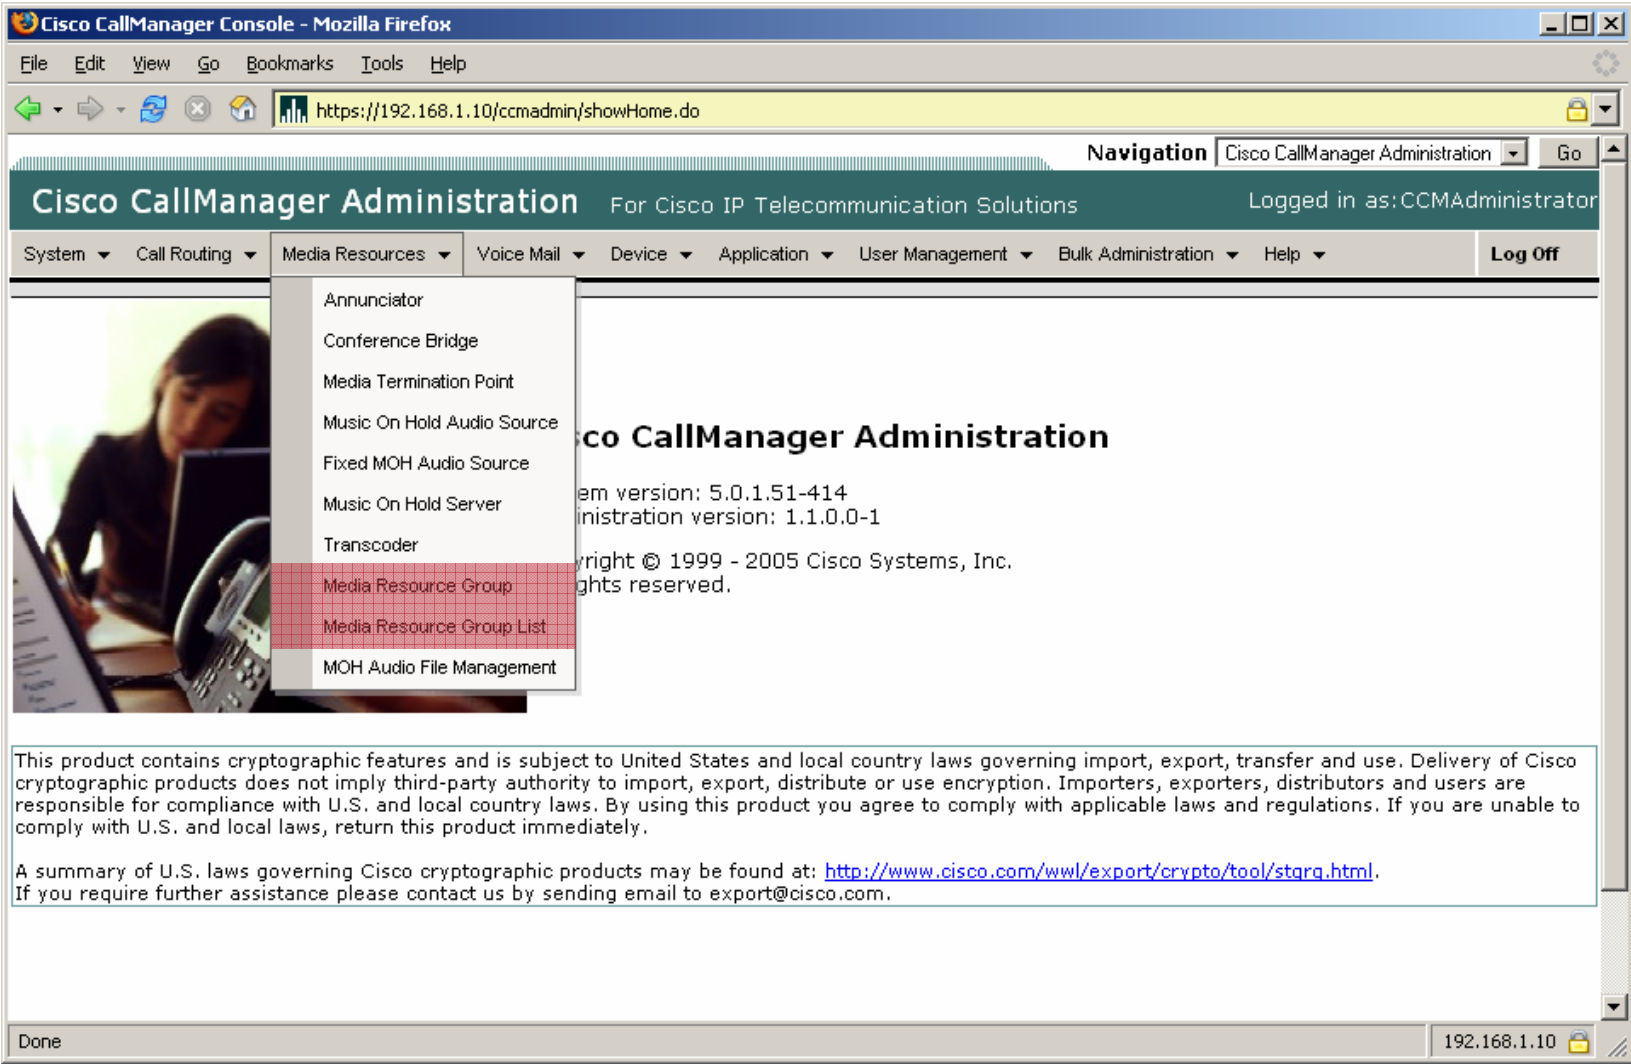 Cisco CallManager Console - Mozilla Firefox
File Edit View Go Bookmarks Tools Help
https://192.168.1.10/ccmadmin/showHome.do
Navigation Cisco CallManager Administration Go
Cisco CallManager Administration For Cisco IP Telecommunication Solutions Logged in as:CCMAdministrator
System Call Routing Media Resources Voice Mail Device Application User Management Bulk Administration Help Log Off
Annunciator
Conference Bridge
Media Termination Point
Music On Hold Audio Source
Fixed MOH Audio Source
Music On Hold Server
Transcoder
Media Resource Group
Media Resource Group List
MOH Audio File Management
sco CallManager Administration
em version: 5.0.1.51-414
inistration version: 1.1.0.0-1
yright © 1999 - 2005 Cisco Systems, Inc.
ghts reserved.
This product contains cryptographic features and is subject to United States and local country laws governing import, export, transfer and use. Delivery of Cisco
cryptographic products does not imply third-party authority to import, export, distribute or use encryption. Importers, exporters, distributors and users are
responsible for compliance with U.S. and local country laws. By using this product you agree to comply with applicable laws and regulations. If you are unable to
comply with U.S. and local laws, return this product immediately.
A summary of U.S. laws governing Cisco cryptographic products may be found at: http://www.cisco.com/wwl/export/crypto/tool/stqrg.html.
If you require further assistance please contact us by sending email to export@cisco.com.
Done 192.168.1.10